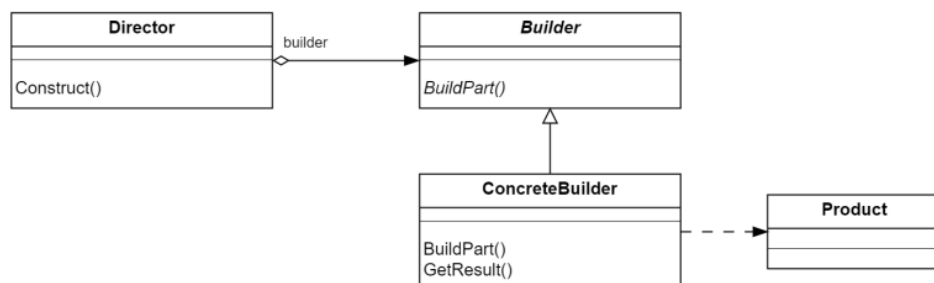 Director
builder
Builder
Construct()
BuildPart()
ConcreteBuilder
Product
BuildPart()
GetResult()